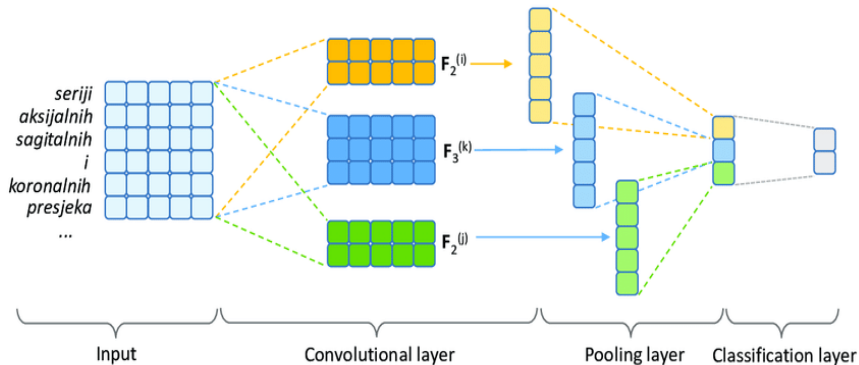 seriji
aksijalnih
sagitalnih
i
koronalnih
presjeka
...
F₂⁽ⁱ⁾
F₃⁽ᵏ⁾
F₂⁽ʲ⁾
Input
Convolutional layer
Pooling layer
Classification layer